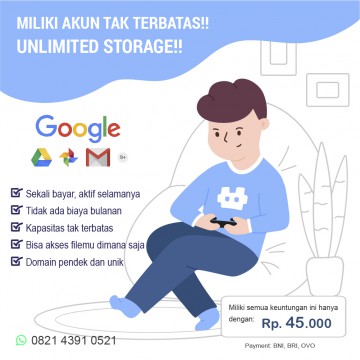 MILIKI AKUN TAK TERBATAS!!
UNLIMITED STORAGE!!
Google
9+
Sekali bayar, aktif selamanya
Tidak ada biaya bulanan
Kapasitas tak terbatas
Bisa akses filemu dimana saja
Domain pendek dan unik
Miliki semua keuntungan ini hanya
dengan: Rp. 45.000
0821 4391 0521
Payment: BNI, BRI, OVO